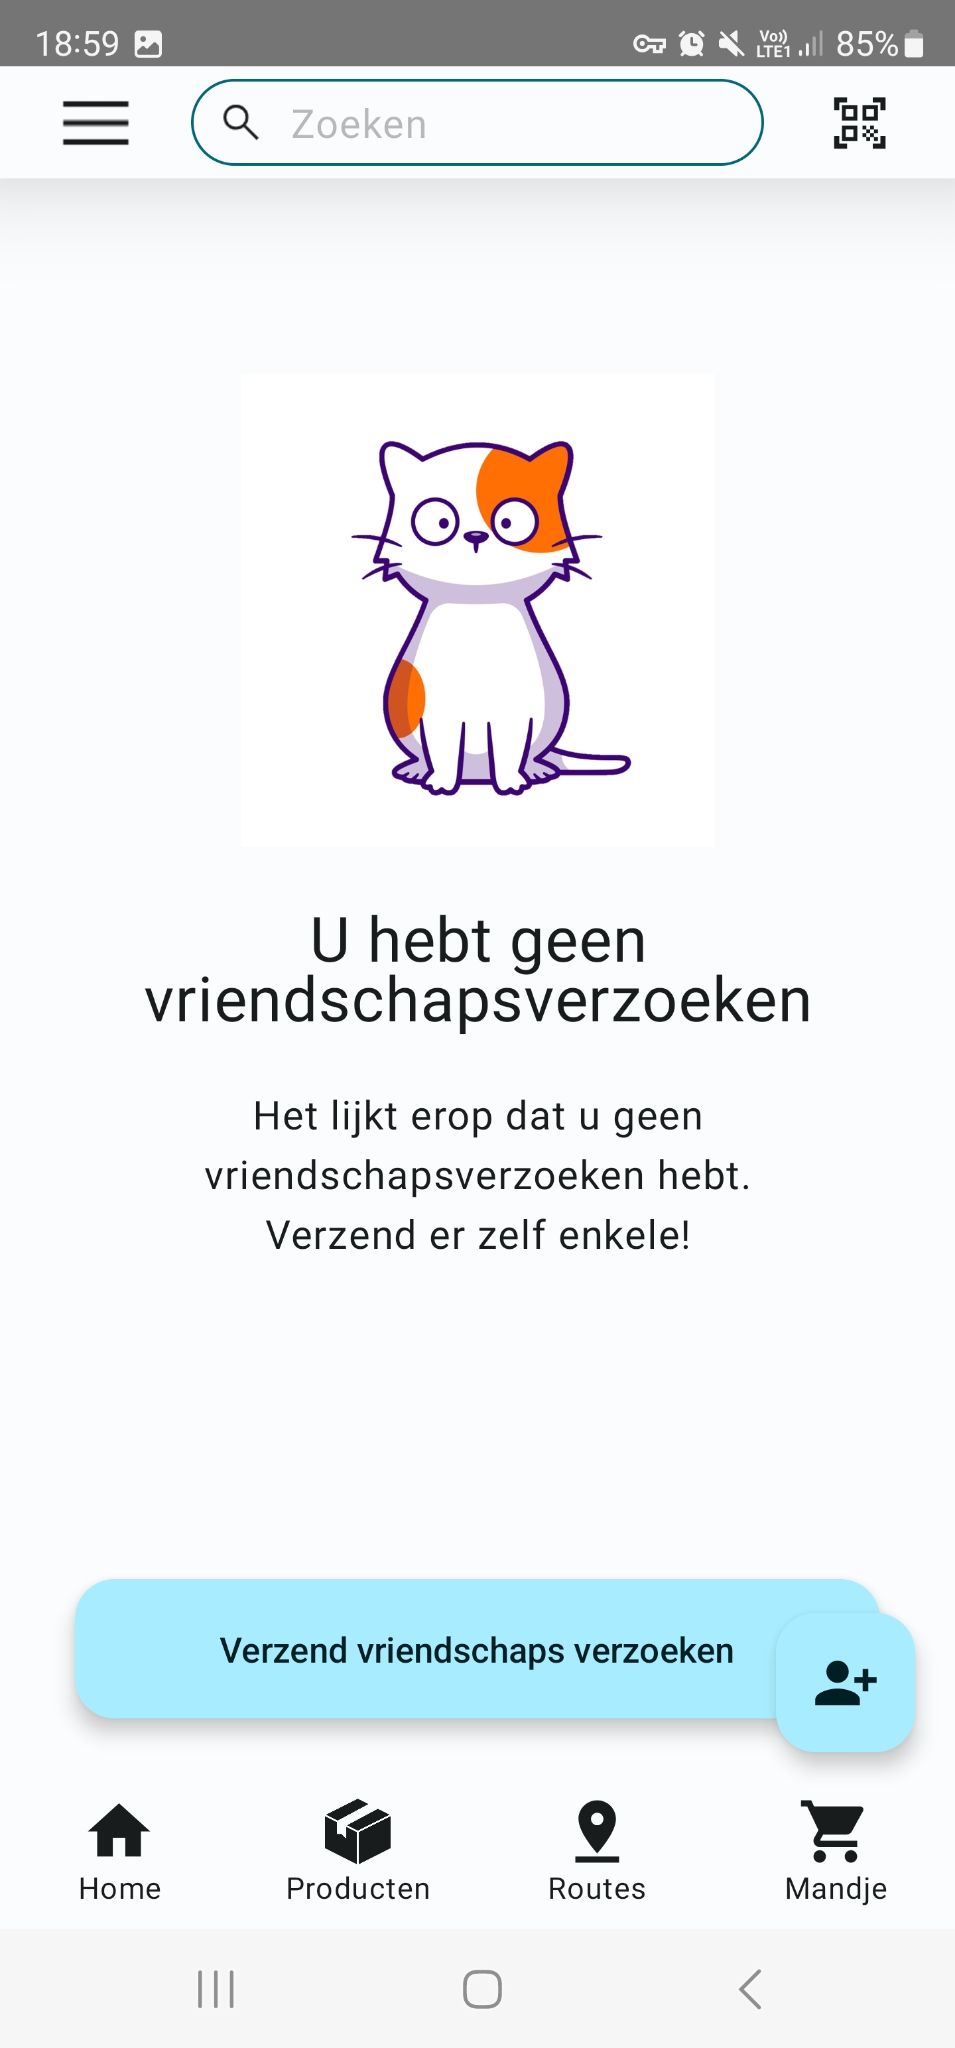 18:59
Vo)) LTE1 85%
Zoeken
U hebt geen
vriendschapsverzoeken
Het lijkt erop dat u geen
vriendschapsverzoeken hebt.
Verzend er zelf enkele!
Verzend vriendschaps verzoeken
Home Producten Routes Mandje